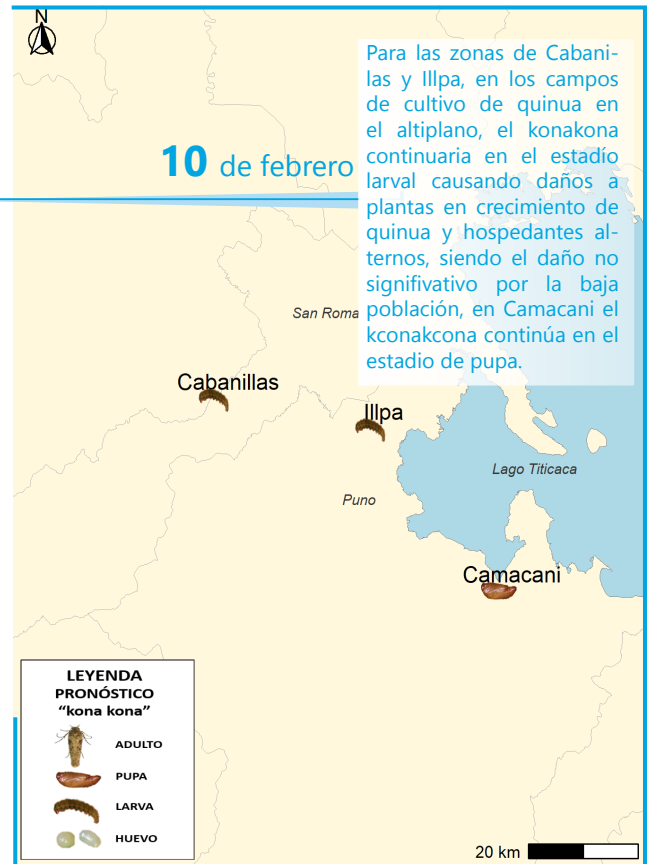 N
Para las zonas de Cabani-
las y Illpa, en los campos
de cultivo de quinua en
el altiplano, el konakona
continuaria en el estadío
larval causando daños a
plantas en crecimiento de
quinua y hospedantes al-
ternos, siendo el daño no
signifivativo por la baja
población, en Camacani el
kconakcona continúa en el
estadio de pupa.
10 de febrero
San Roma
Cabanillas
Illpa
Lago Titicaca
Puno
Camacani
LEYENDA
PRONÓSTICO
“kona kona”
ADULTO
PUPA
LARVA
HUEVO
20 km